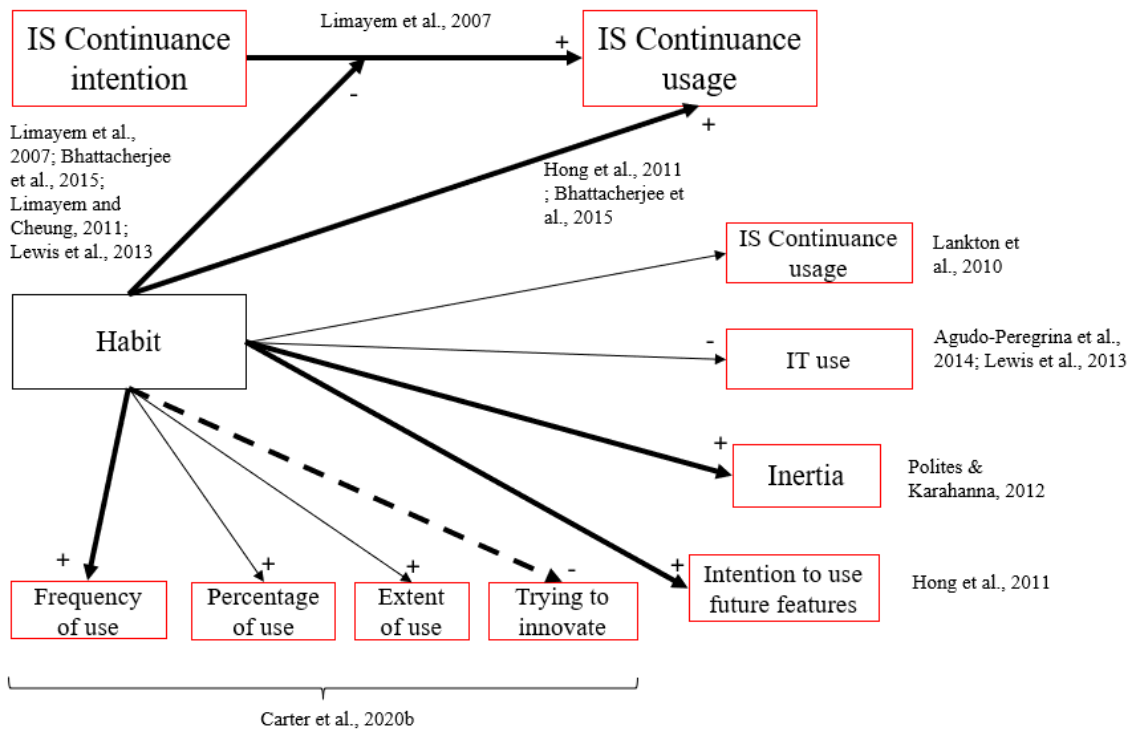 Limayem et al., 2007
IS Continuance
intention
+
IS Continuance
usage
-
+
Limayem et al.,
2007; Bhattacherjee
et al., 2015;
Limayem and
Cheung, 2011;
Lewis et al., 2013
Hong et al., 2011
; Bhattacherjee et
al., 2015
IS Continuance
usage
Lankton et
al., 2010
Habit
-
IT use
Agudo-Peregrina et al.,
2014; Lewis et al., 2013
+
Inertia
Polites &
Karahanna, 2012
+
Intention to use
future features
Hong et al., 2011
+
Frequency
of use
+
Percentage
of use
+
Extent
of use
-
Trying to
innovate
Carter et al., 2020b